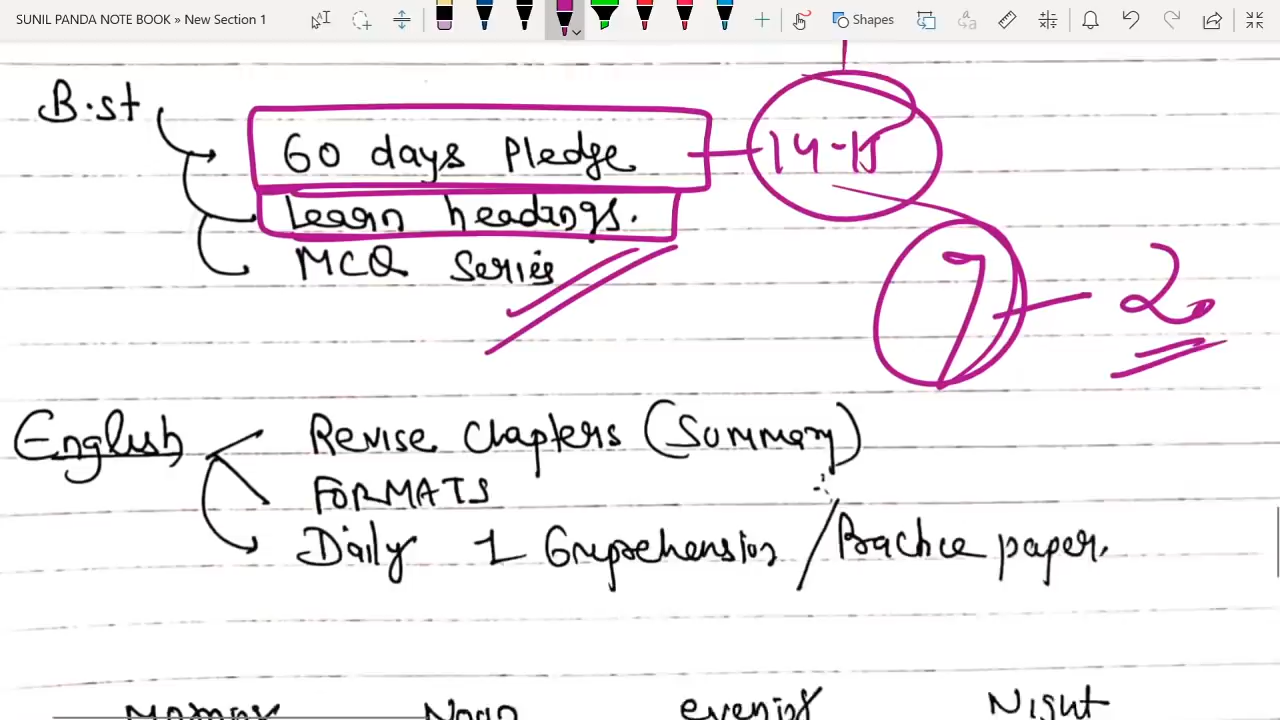 SUNIL PANDA NOTE BOOK » New Section 1
Shapes
B.st
60 days Pledge
14-15
Learn headings.
MCQ Series
7 - 2
English
Revise Chapters (Summary)
FORMATS
Daily 1 Comprehension / Practice paper.
Noon
Night